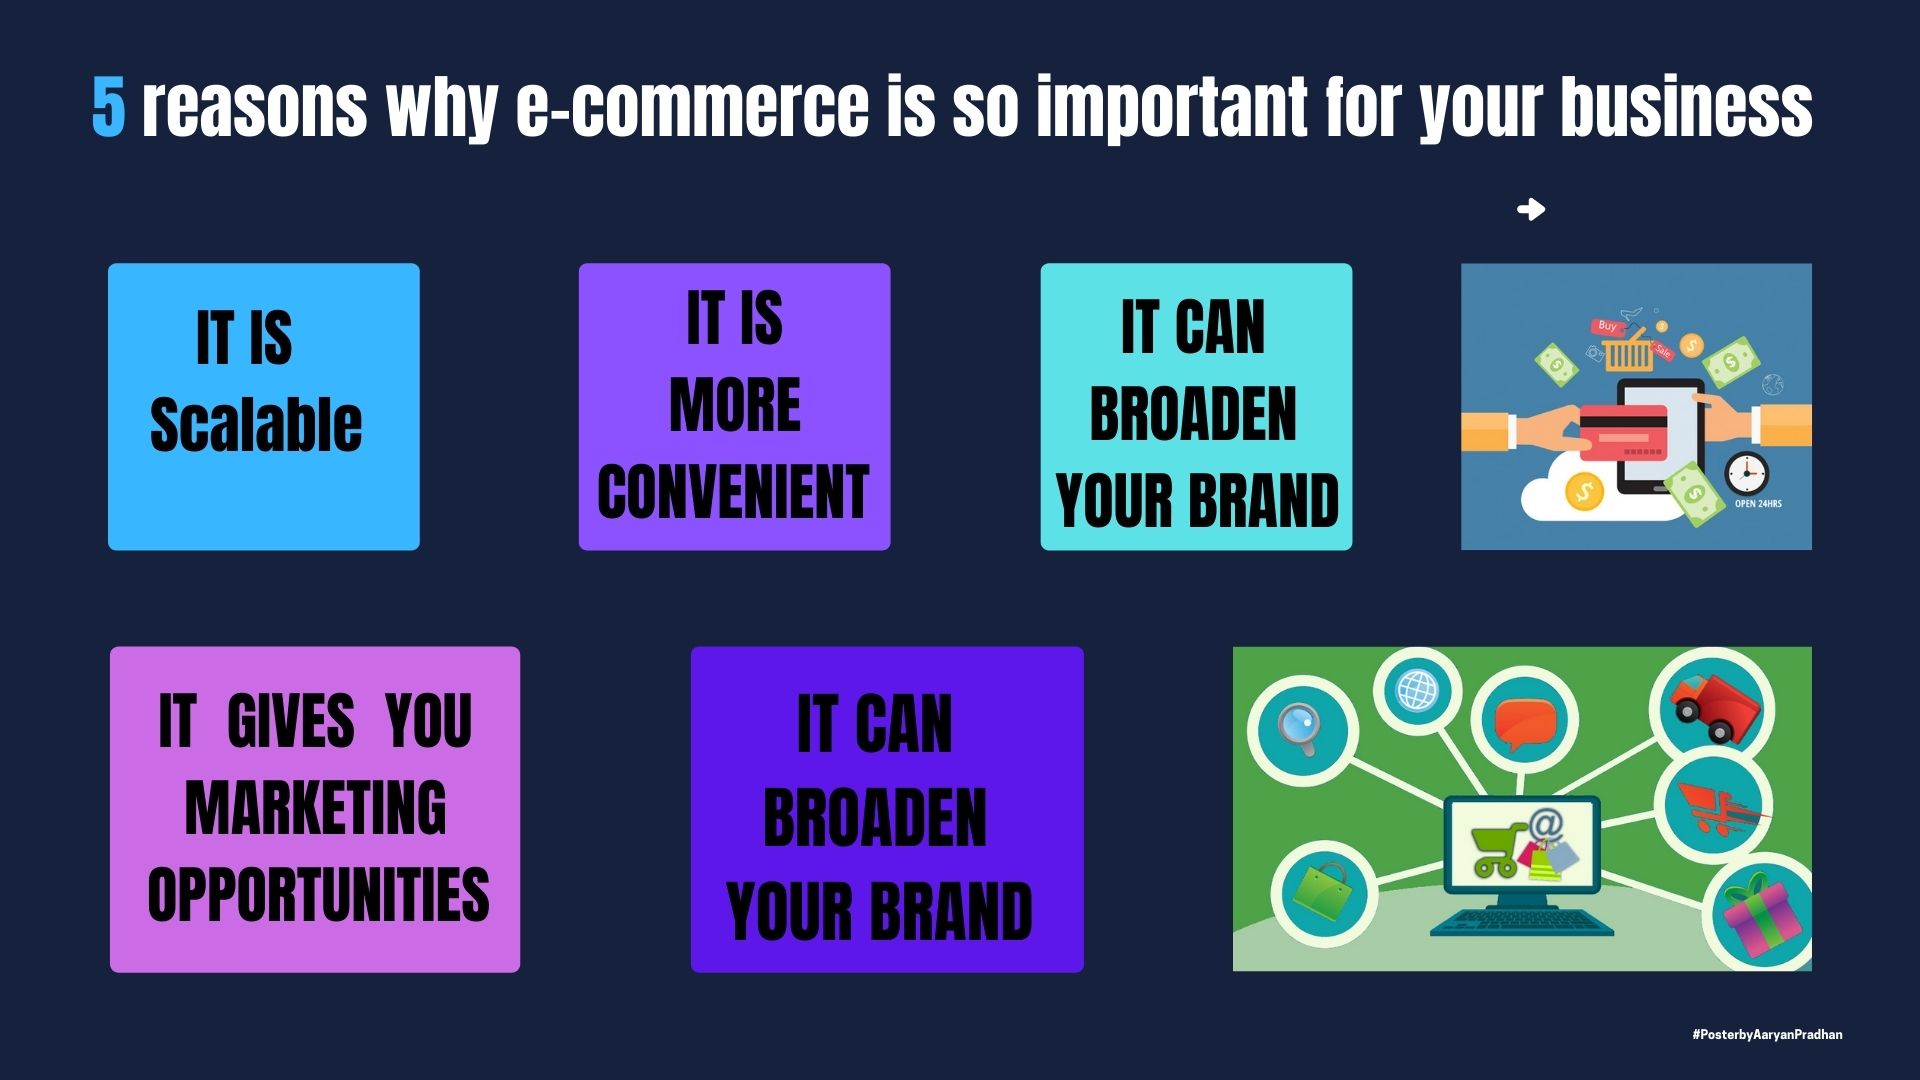 5 reasons why e-commerce is so important for your business
IT IS
Scalable
IT IS
MORE
CONVENIENT
IT CAN
BROADEN
YOUR BRAND
Buy
Sale
OPEN 24HRS
IT GIVES YOU
MARKETING
OPPORTUNITIES
IT CAN
BROADEN
YOUR BRAND
@
#PosterbyAaryanPradhan